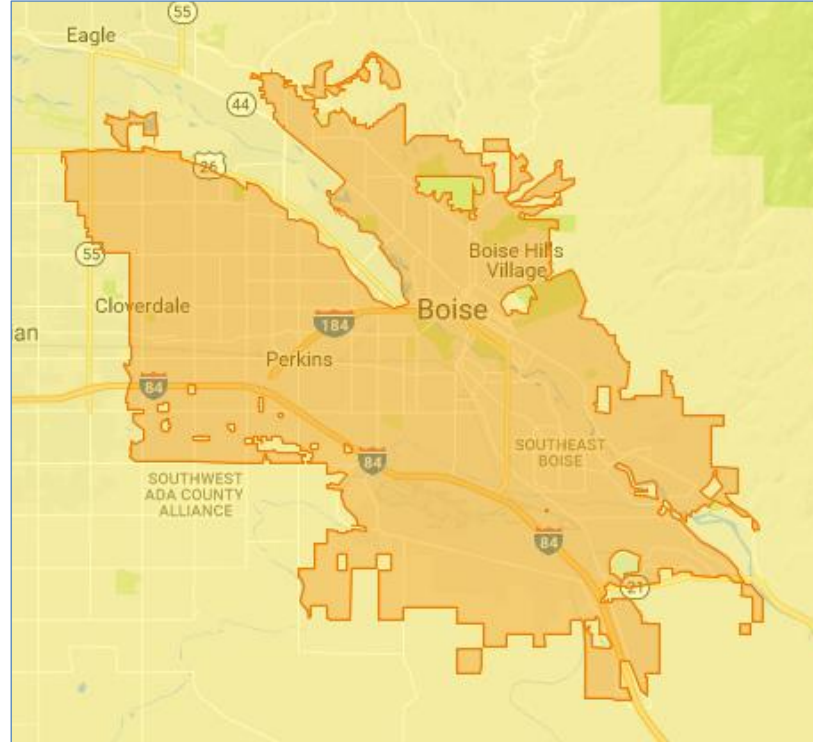 55
Eagle
44
26
55
Boise Hills
Village
Cloverdale
Boise
184
an
Perkins
84
SOUTHEAST
BOISE
84
SOUTHWEST
ADA COUNTY
ALLIANCE
84
21